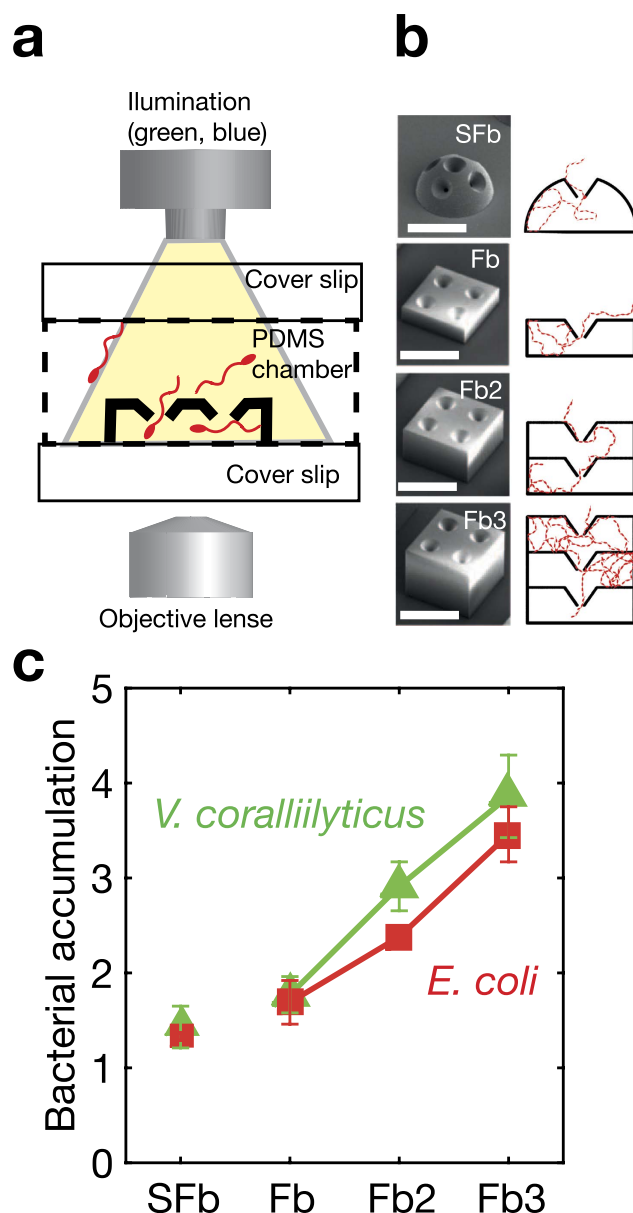 a
Ilumination
(green, blue)
Cover slip
PDMS
chamber
Cover slip
Objective lense
b
SFb
Fb
Fb2
Fb3
c
Bacterial accumulation
5
4
3
2
1
0
V. coralliilyticus
E. coli
SFb Fb Fb2 Fb3